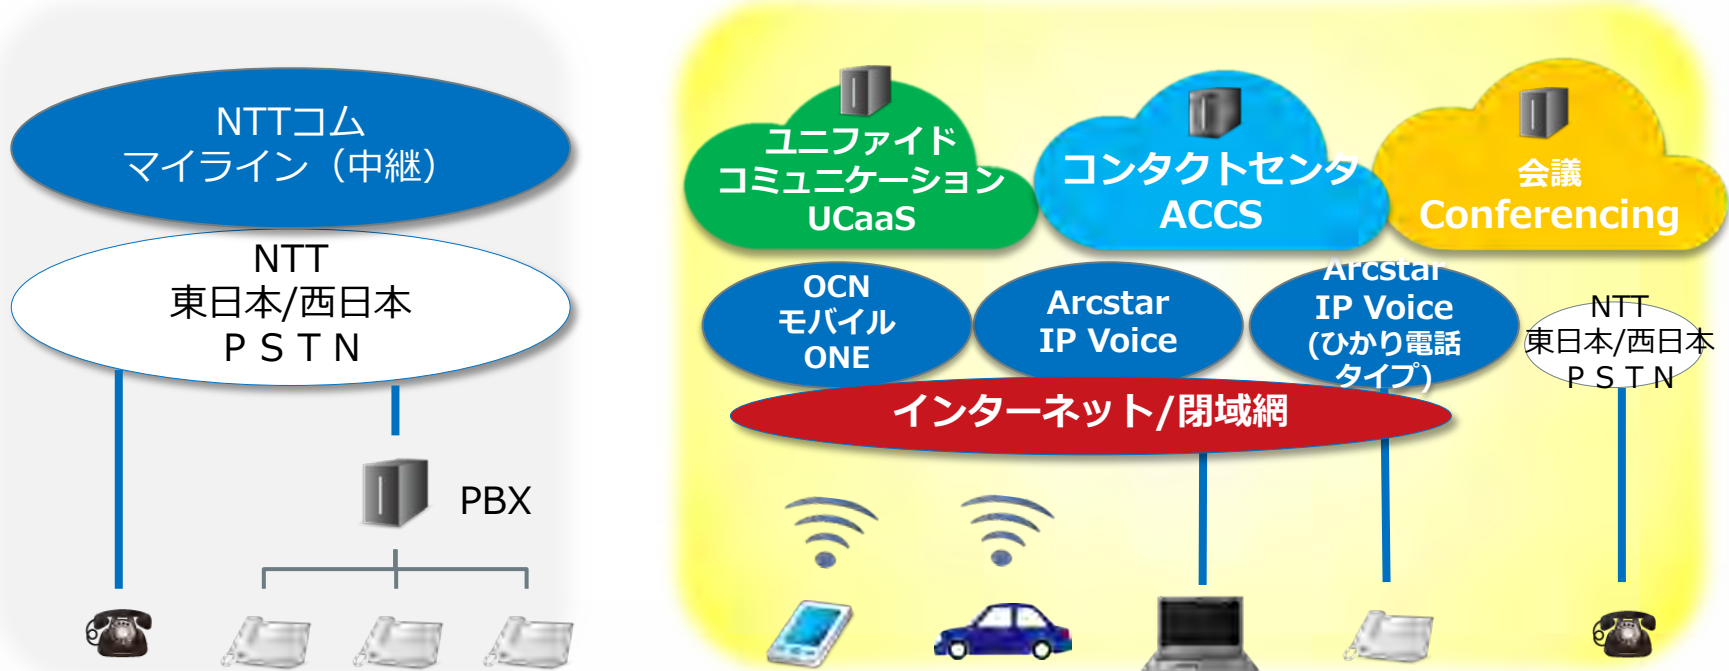 NTTコム
マイライン（中継）
NTT
東日本/西日本
ＰＳＴＮ
PBX
ユニファイド
コミュニケーション
UCaaS
コンタクトセンタ
ACCS
会議
Conferencing
OCN
モバイル
ONE
Arcstar
IP Voice
Arcstar
IP Voice
(ひかり電話
タイプ)
NTT
東日本/西日本
ＰＳＴＮ
インターネット/閉域網